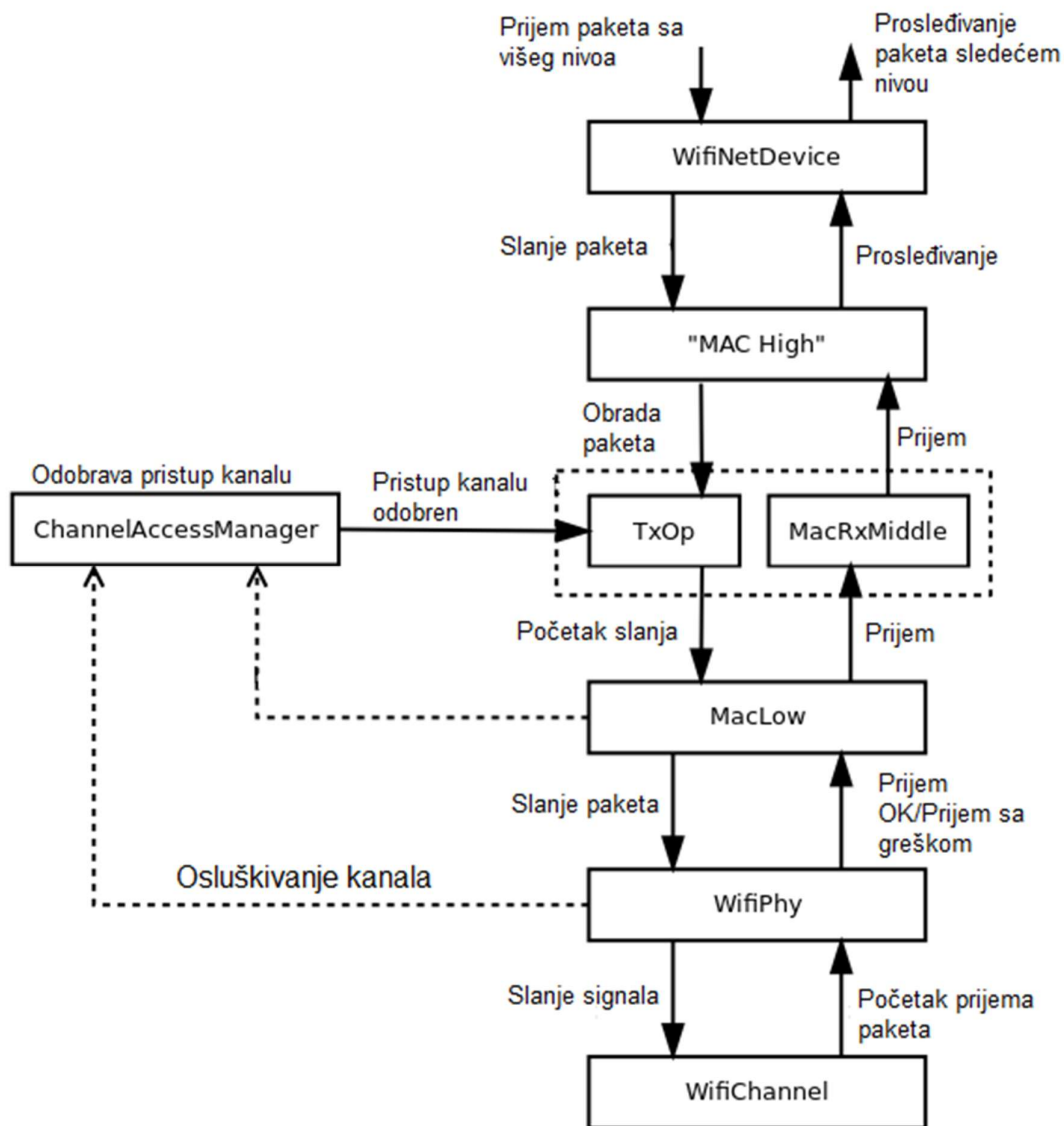 Prijem paketa sa
višeg nivoa
Prosleđivanje
paketa sledećem
nivou
WifiNetDevice
Slanje paketa
Prosleđivanje
"MAC High"
Obrada
paketa
Prijem
Odobrava pristup kanalu
ChannelAccessManager
Pristup kanalu
odobren
TxOp
MacRxMiddle
Početak slanja
Prijem
MacLow
Slanje paketa
Prijem
OK/Prijem sa
greškom
Osluškivanje kanala
WifiPhy
Slanje signala
Početak prijema
paketa
WifiChannel